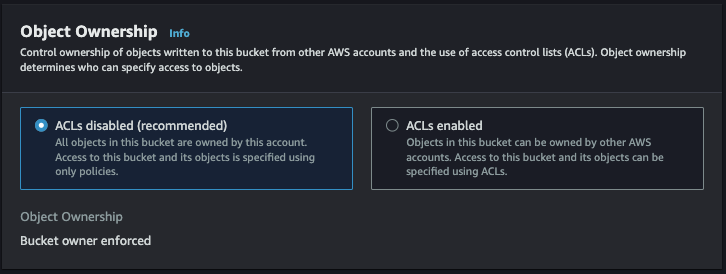 Object Ownership Info
Control ownership of objects written to this bucket from other AWS accounts and the use of access control lists (ACLs). Object ownership
determines who can specify access to objects.
ACLs disabled (recommended)
All objects in this bucket are owned by this account.
Access to this bucket and its objects is specified using
only policies.
ACLs enabled
Objects in this bucket can be owned by other AWS
accounts. Access to this bucket and its objects can be
specified using ACLs.
Object Ownership
Bucket owner enforced